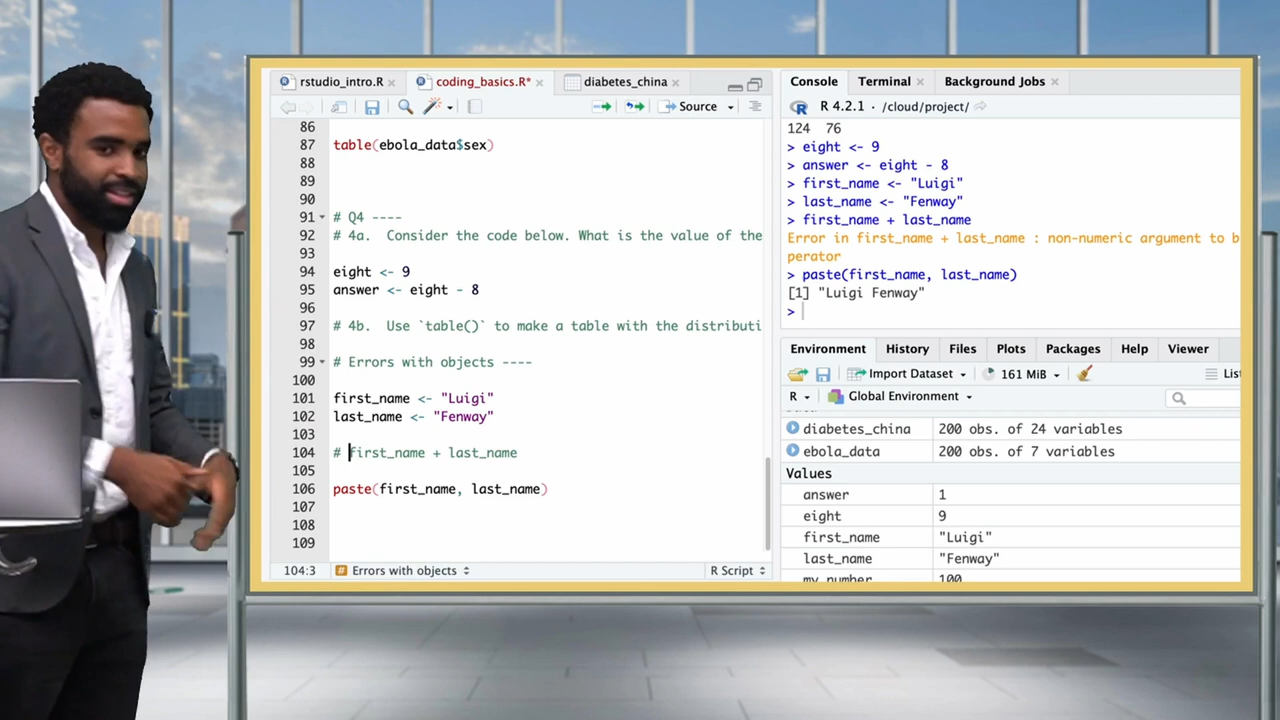 rstudio_intro.R
coding_basics.R*
diabetes_china
Source
86
87 table(ebola_data$sex)
88
89
90
91 # Q4 ----
92 # 4a.  Consider the code below. What is the value of the
93
94 eight <- 9
95 answer <- eight - 8
96
97 # 4b.  Use `table()` to make a table with the distributi
98
99 # Errors with objects ----
100
101 first_name <- "Luigi"
102 last_name <- "Fenway"
103
104 # first_name + last_name
105
106 paste(first_name, last_name)
107
108
109
104:3 # Errors with objects R Script
Console Terminal Background Jobs
R R 4.2.1 · /cloud/project/
124  76
> eight <- 9
> answer <- eight - 8
> first_name <- "Luigi"
> last_name <- "Fenway"
> first_name + last_name
Error in first_name + last_name : non-numeric argument to b
perator
> paste(first_name, last_name)
[1] "Luigi Fenway"
>
Environment History Files Plots Packages Help Viewer
Import Dataset 161 MiB List
R Global Environment
diabetes_china 200 obs. of 24 variables
ebola_data 200 obs. of 7 variables
Values
answer 1
eight 9
first_name "Luigi"
last_name "Fenway"
my_number 100